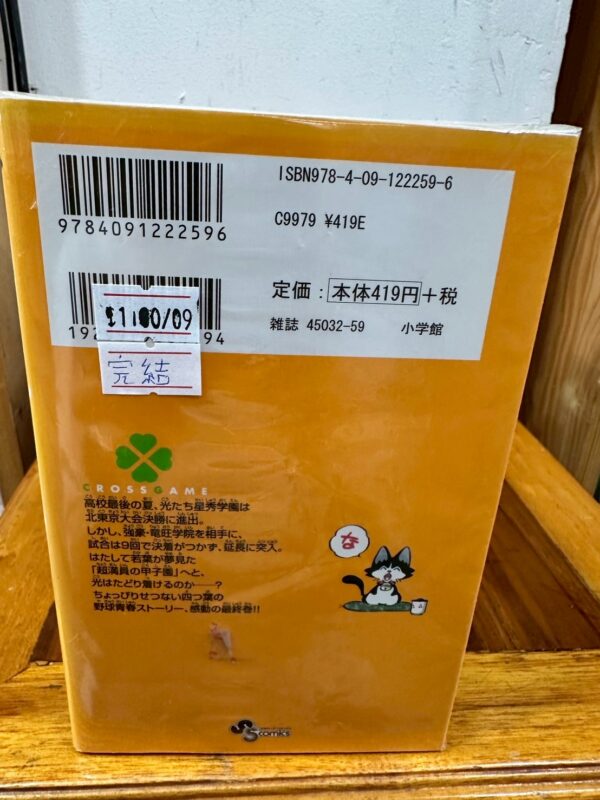 ISBN978-4-09-122259-6
C9979 ¥419E
9784091222596
定価：本体419円＋税
雑誌 45032-59 小学館
192
94
完結
CROSS GAME
高校最後の夏、光たち星秀学園は
北東京大会決勝に進出。
しかし、強豪・竜旺学院を相手に、
試合は9回で決着がつかず、延長に突入。
はたして若葉が夢見た
「超満員の甲子園」へと、
光はたどり着けるのか——？
ちょっぴりせつない四つ葉の
野球青春ストーリー、感動の最終巻!!
な
SS comics